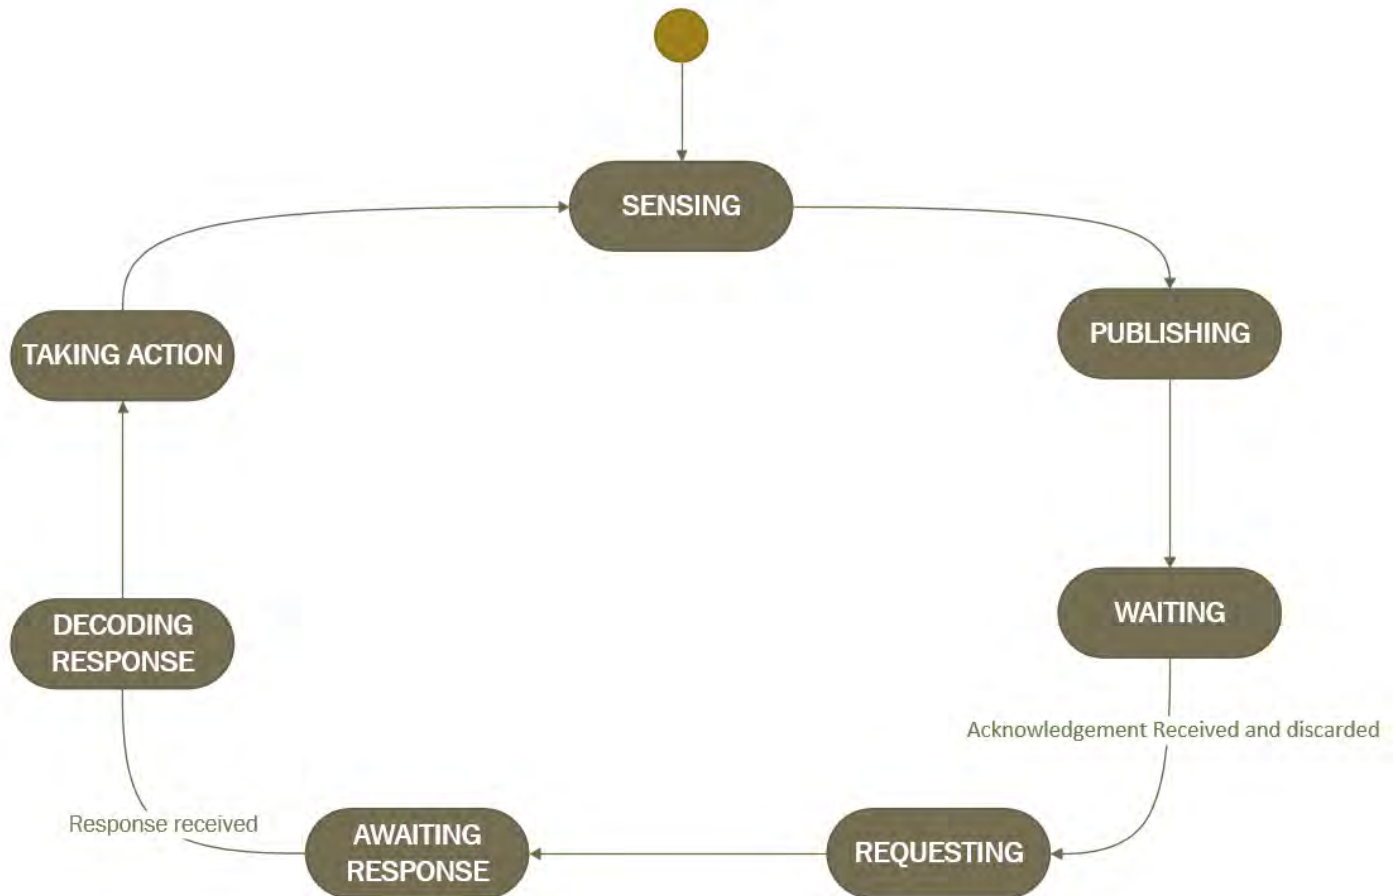 SENSING
PUBLISHING
TAKING ACTION
WAITING
DECODING
RESPONSE
Acknowledgement Received and discarded
Response received
AWAITING
RESPONSE
REQUESTING